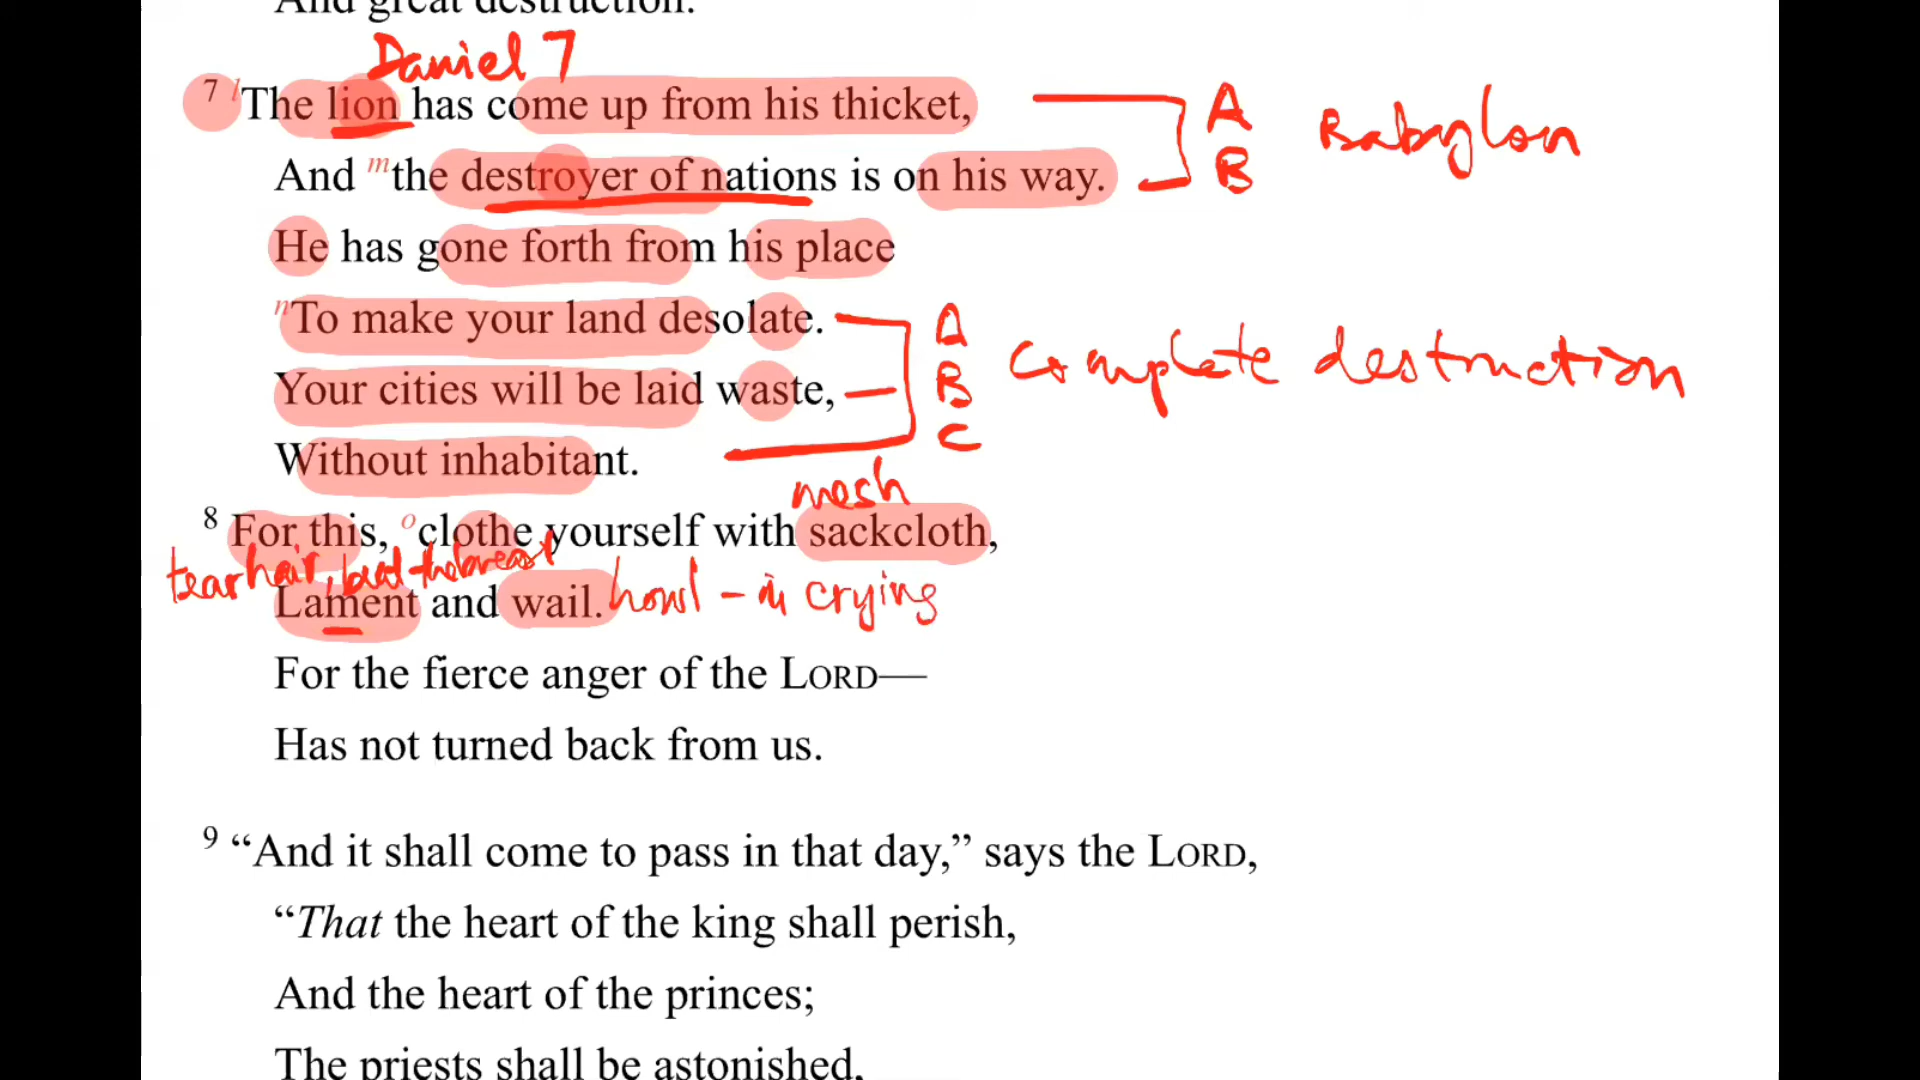 And great destruction.
Daniel 7
7 lThe lion has come up from his thicket,
A Babylon
And mthe destroyer of nations is on his way.
B
He has gone forth from his place
nTo make your land desolate.
A
Your cities will be laid waste,
B complete destruction
C
Without inhabitant.
mesh
8 For this, oclothe yourself with sackcloth,
tear hair, beat the breast
Lament and wail. howl - in crying
For the fierce anger of the LORD—
Has not turned back from us.
9 “And it shall come to pass in that day,” says the LORD,
“That the heart of the king shall perish,
And the heart of the princes;
The priests shall be astonished,